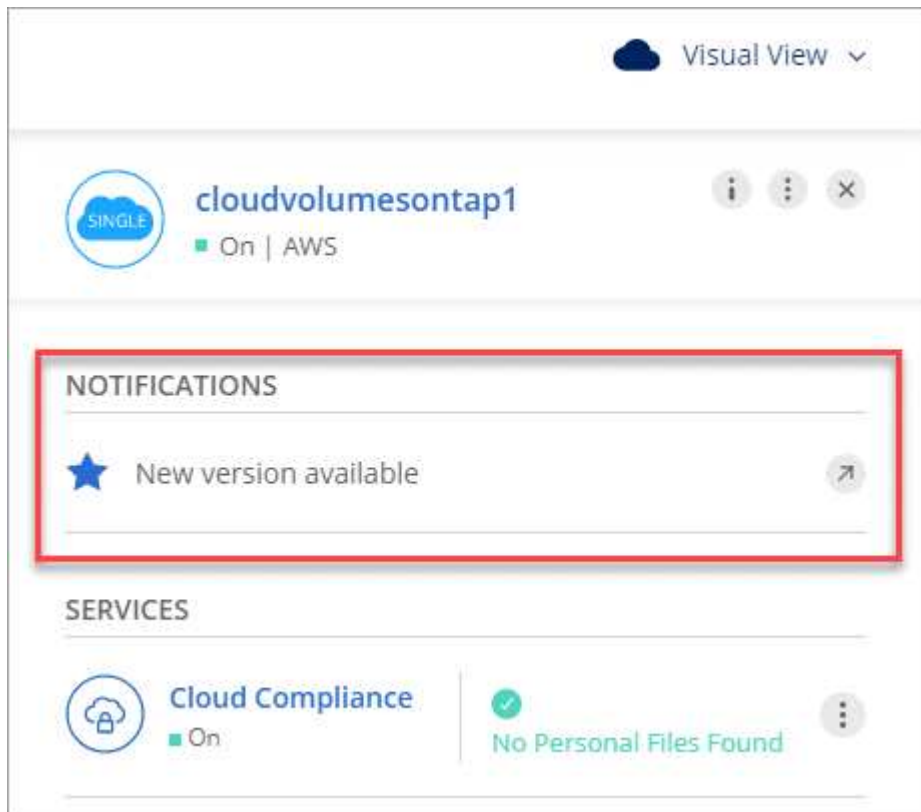 Visual View
SINGLE
cloudvolumesontap1
On | AWS
NOTIFICATIONS
New version available
SERVICES
Cloud Compliance
On
No Personal Files Found